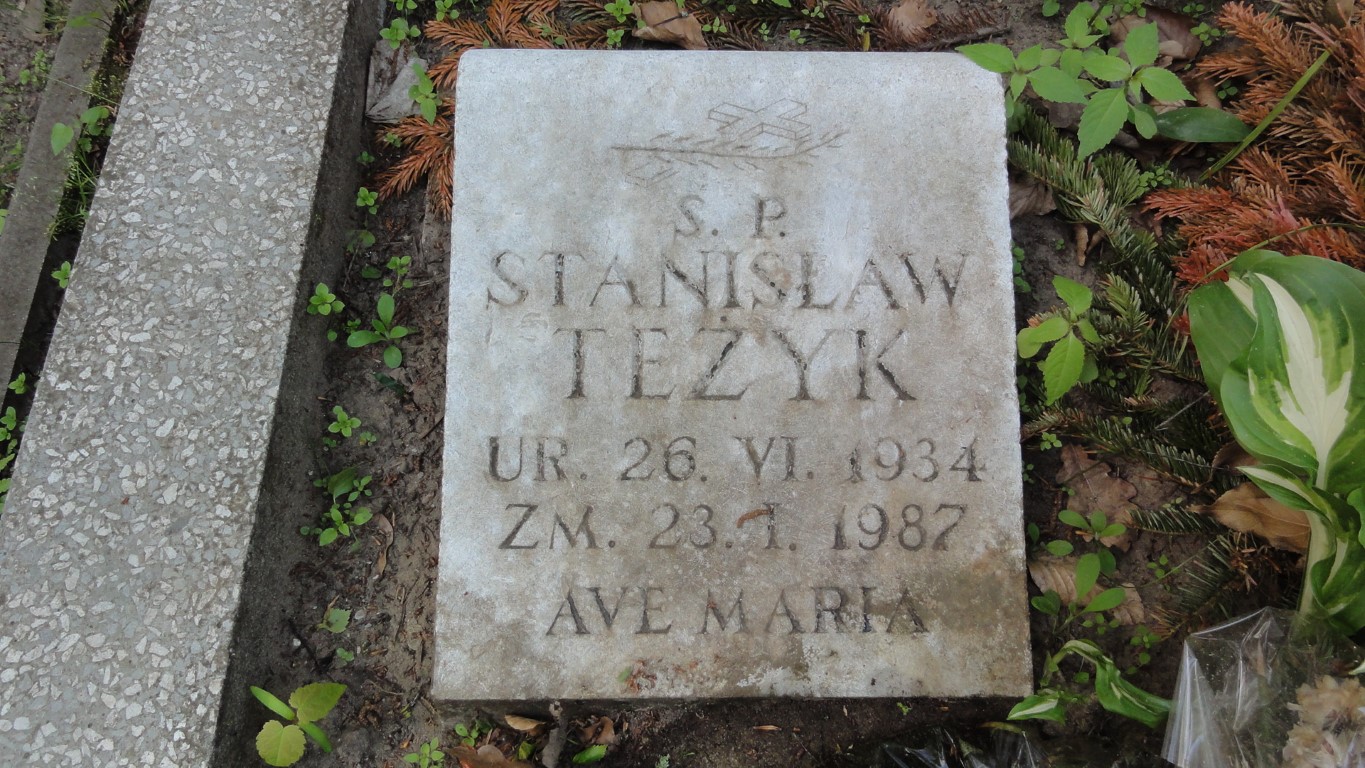 Ś. P.
STANISŁAW
TEŻYK
UR. 26. VI. 1934
ZM. 23. I. 1987
AVE MARIA